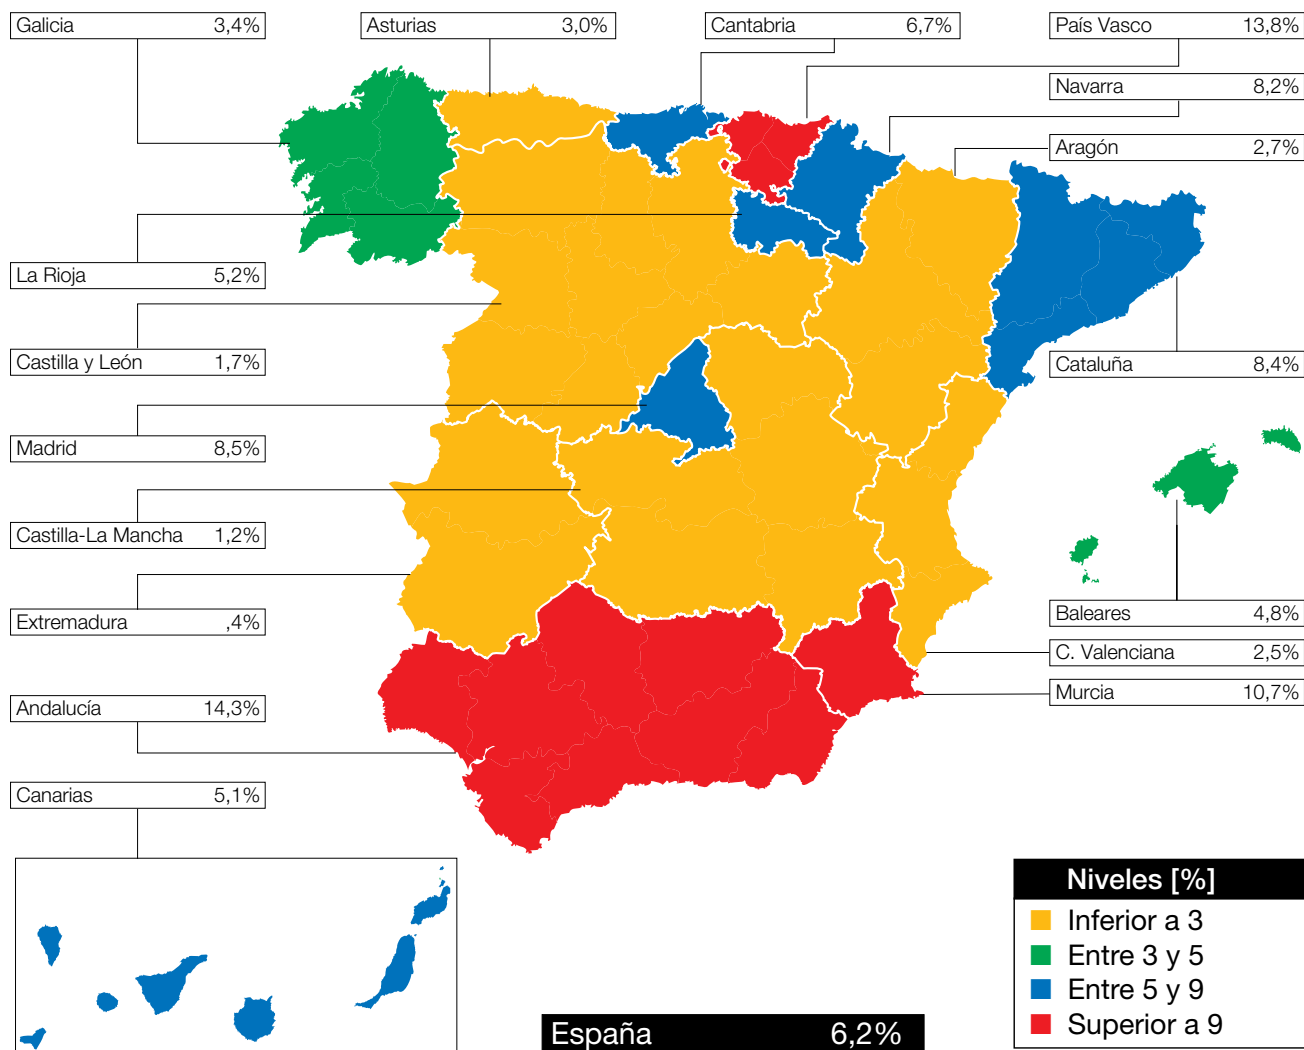 Galicia 3,4%
Asturias 3,0%
Cantabria 6,7%
País Vasco 13,8%
Navarra 8,2%
Aragón 2,7%
La Rioja 5,2%
Castilla y León 1,7%
Cataluña 8,4%
Madrid 8,5%
Castilla-La Mancha 1,2%
Extremadura ,4%
Baleares 4,8%
C. Valenciana 2,5%
Murcia 10,7%
Andalucía 14,3%
Canarias 5,1%
Niveles [%]
Inferior a 3
Entre 3 y 5
Entre 5 y 9
Superior a 9
España 6,2%